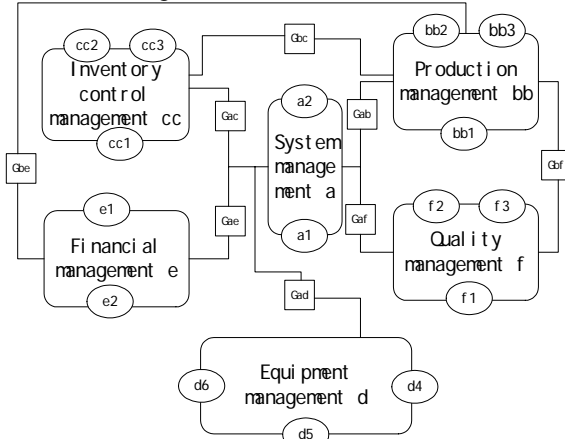 cc2
cc3
Gbc
bb2
bb3
Inventory
control
management cc
cc1
Production
management bb
bb1
Gac
a2
Gab
System
manage
ment a
a1
Gbe
Gbf
e1
Financial
management e
e2
Gae
Gaf
f2
f3
Quality
management f
f1
Gad
Equipment
management d
d6
d4
d5